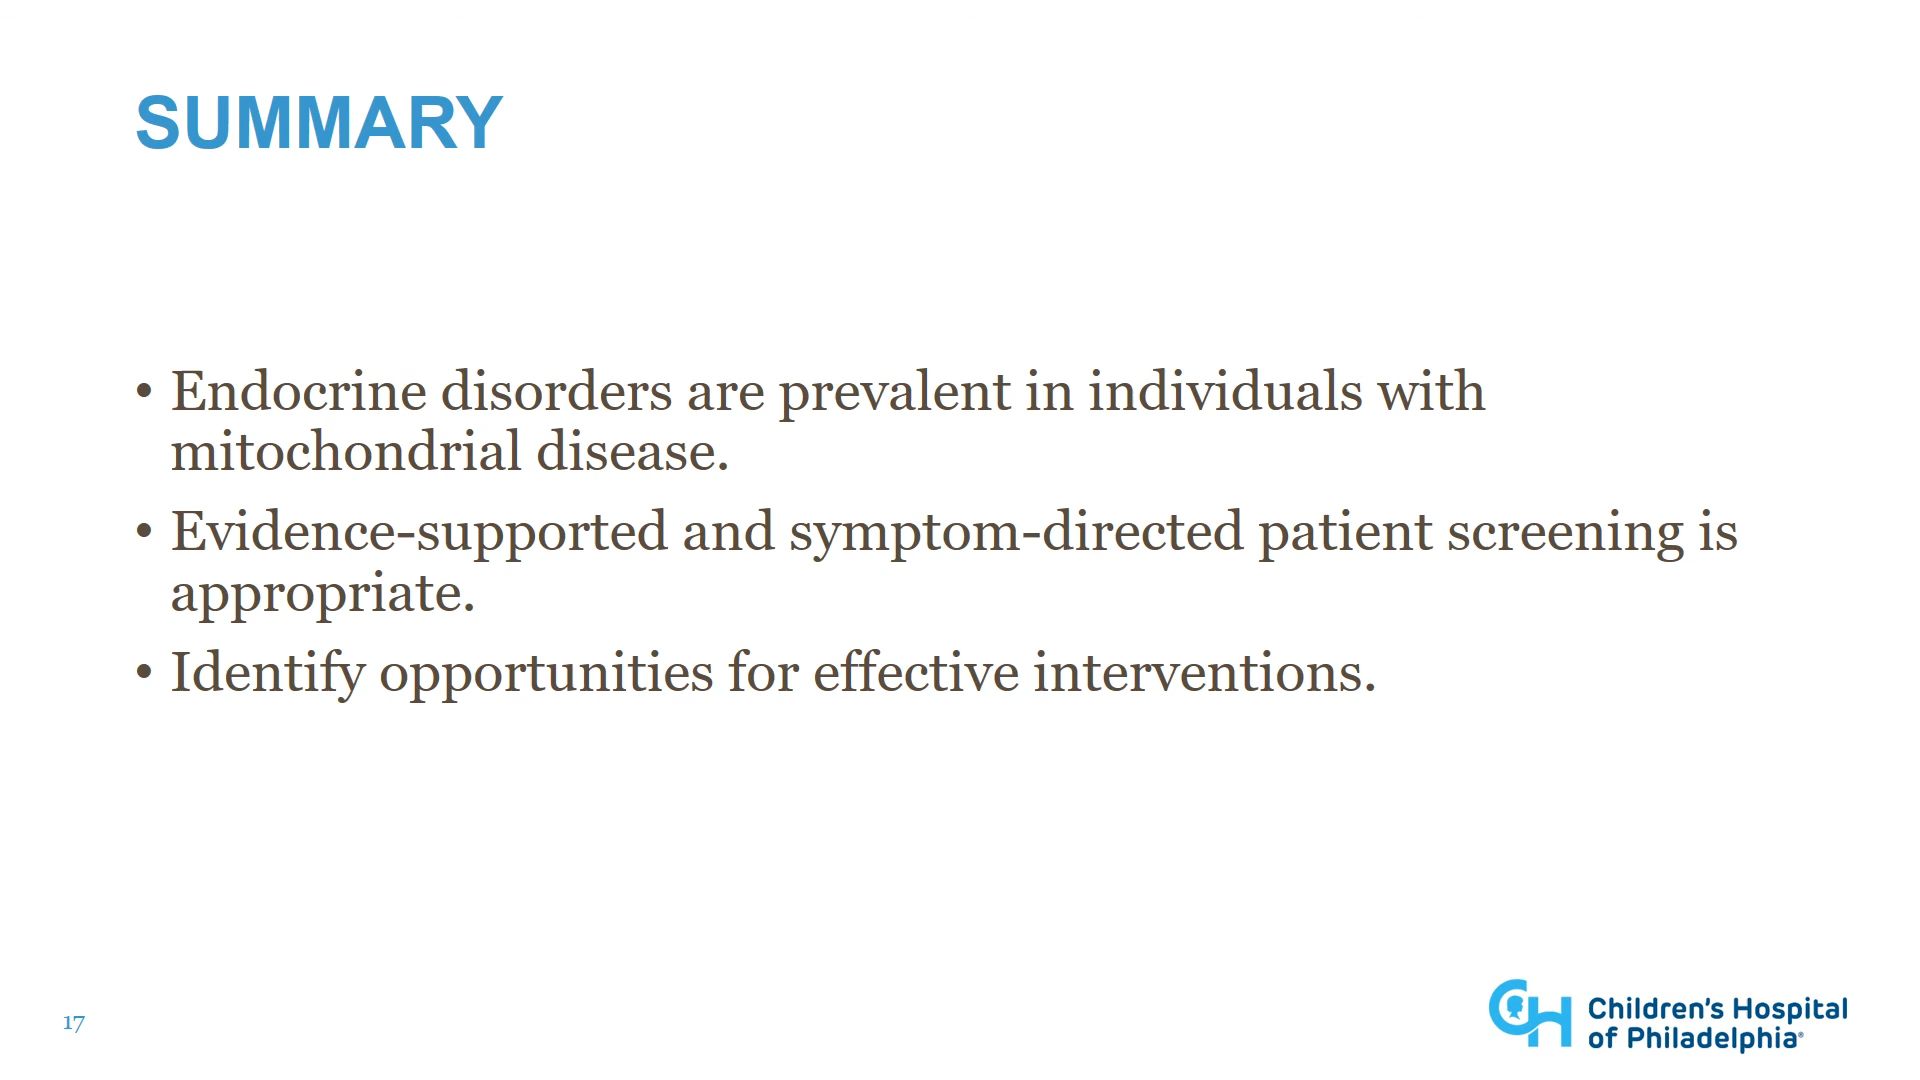 SUMMARY
• Endocrine disorders are prevalent in individuals with
mitochondrial disease.
• Evidence-supported and symptom-directed patient screening is
appropriate.
• Identify opportunities for effective interventions.
17
Children's Hospital
of Philadelphia®